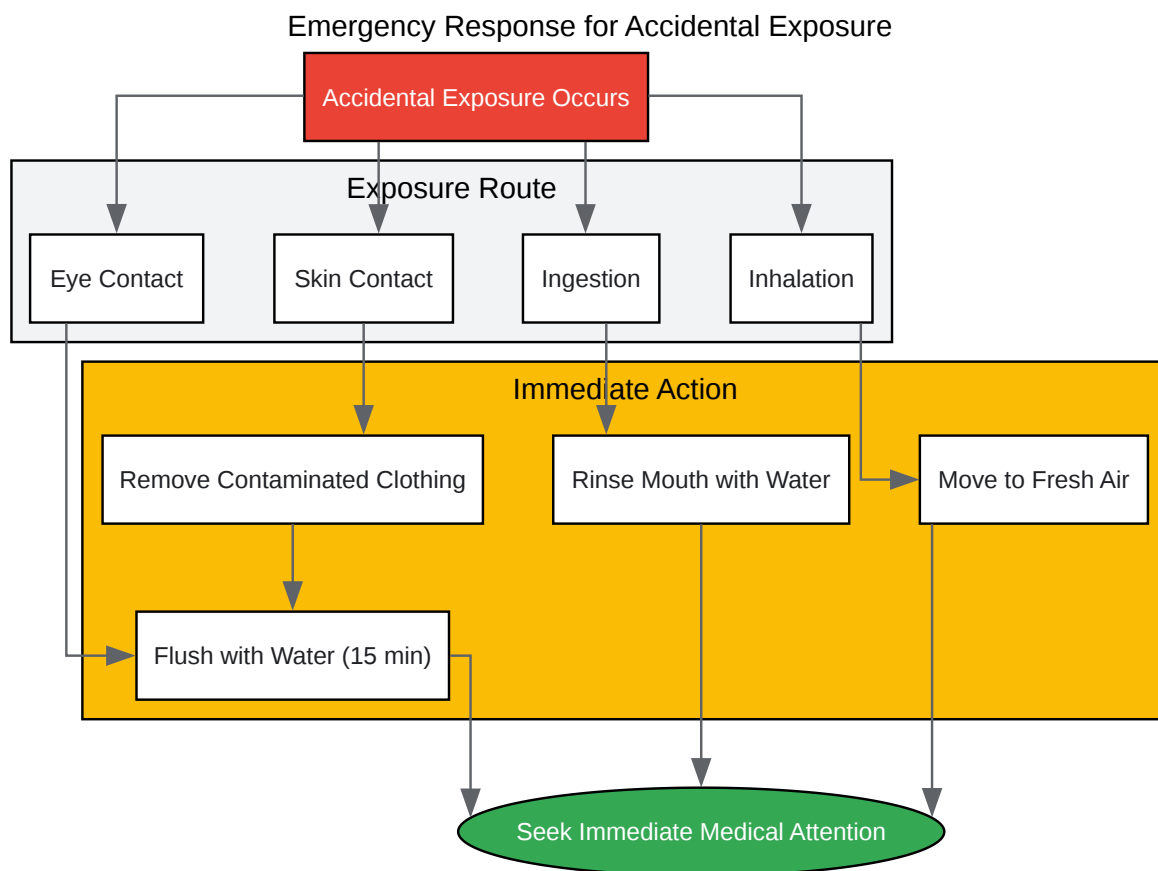 Emergency Response for Accidental Exposure
Accidental Exposure Occurs
Exposure Route
Eye Contact
Skin Contact
Ingestion
Inhalation
Immediate Action
Remove Contaminated Clothing
Rinse Mouth with Water
Move to Fresh Air
Flush with Water (15 min)
Seek Immediate Medical Attention